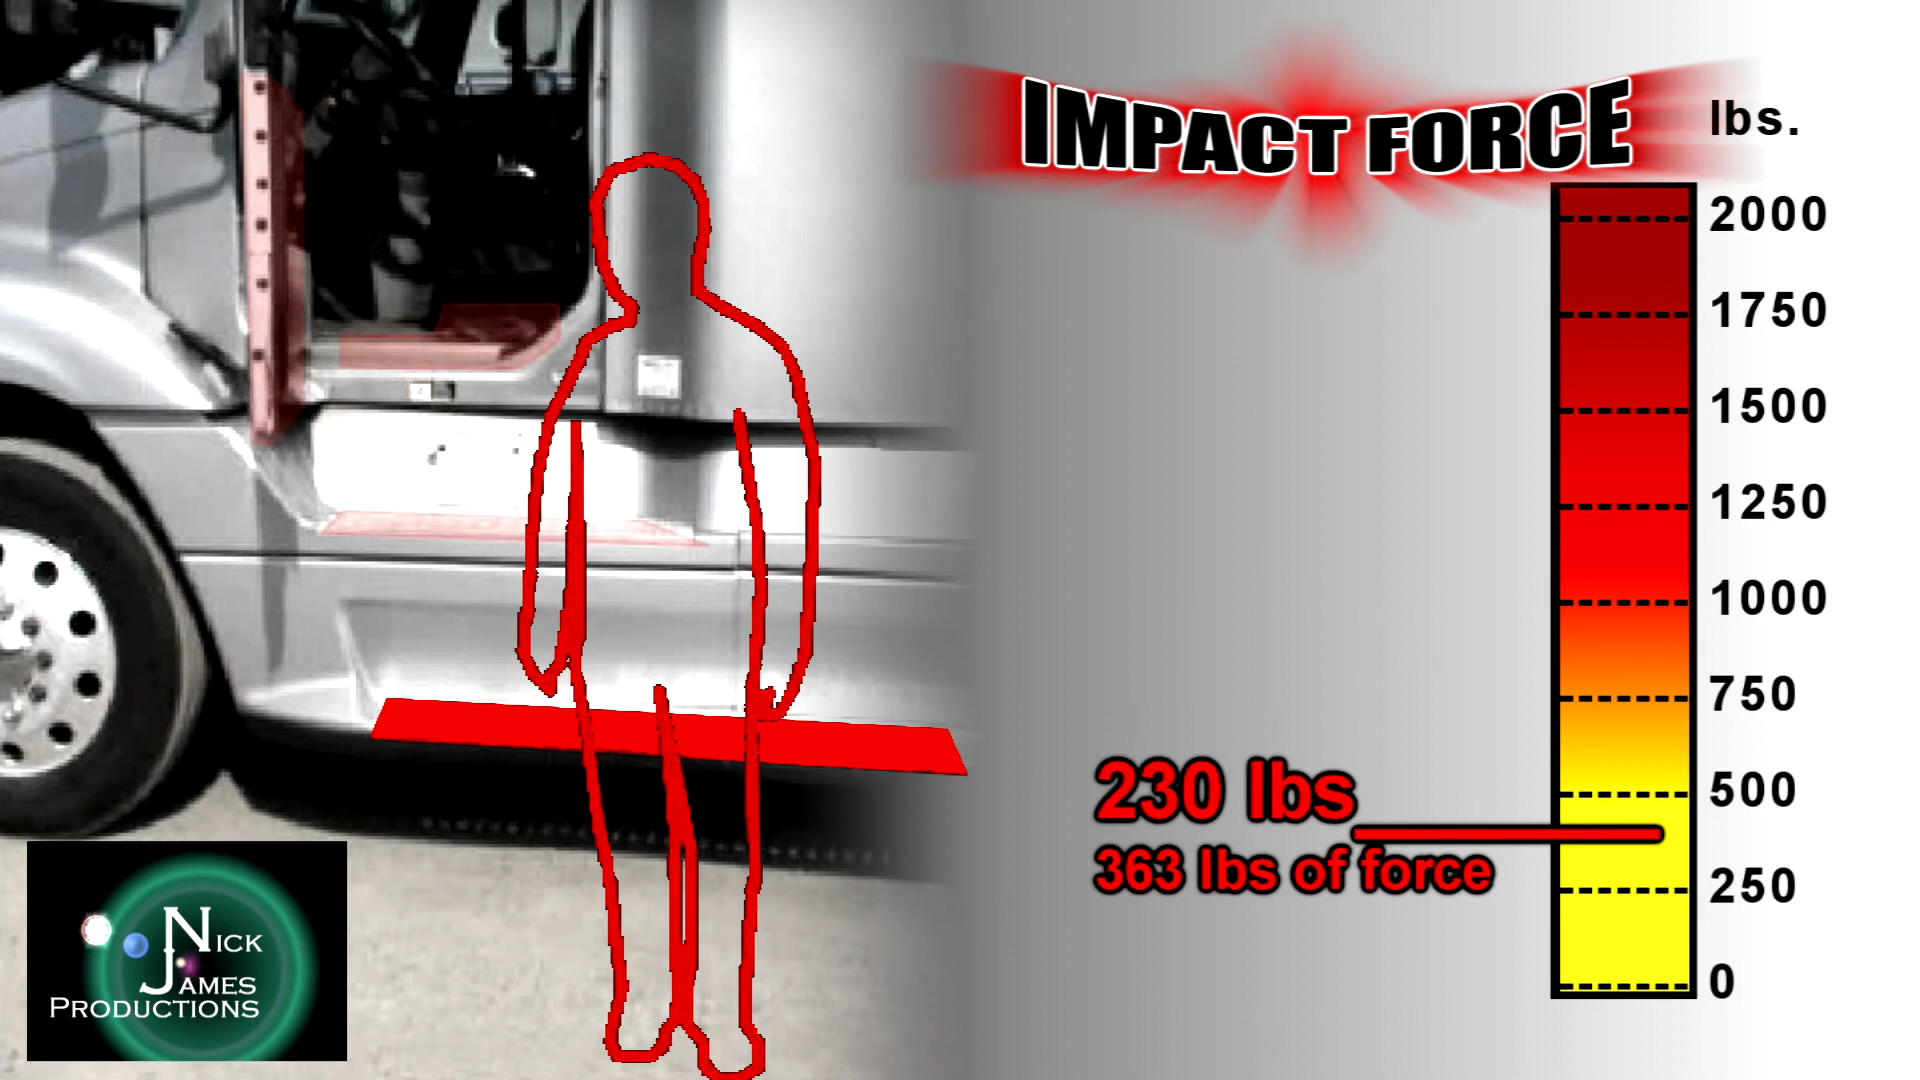 IMPACT FORCE
lbs.
2000
1750
1500
1250
1000
750
500
250
0
230 lbs
363 lbs of force
NICK
JAMES
PRODUCTIONS